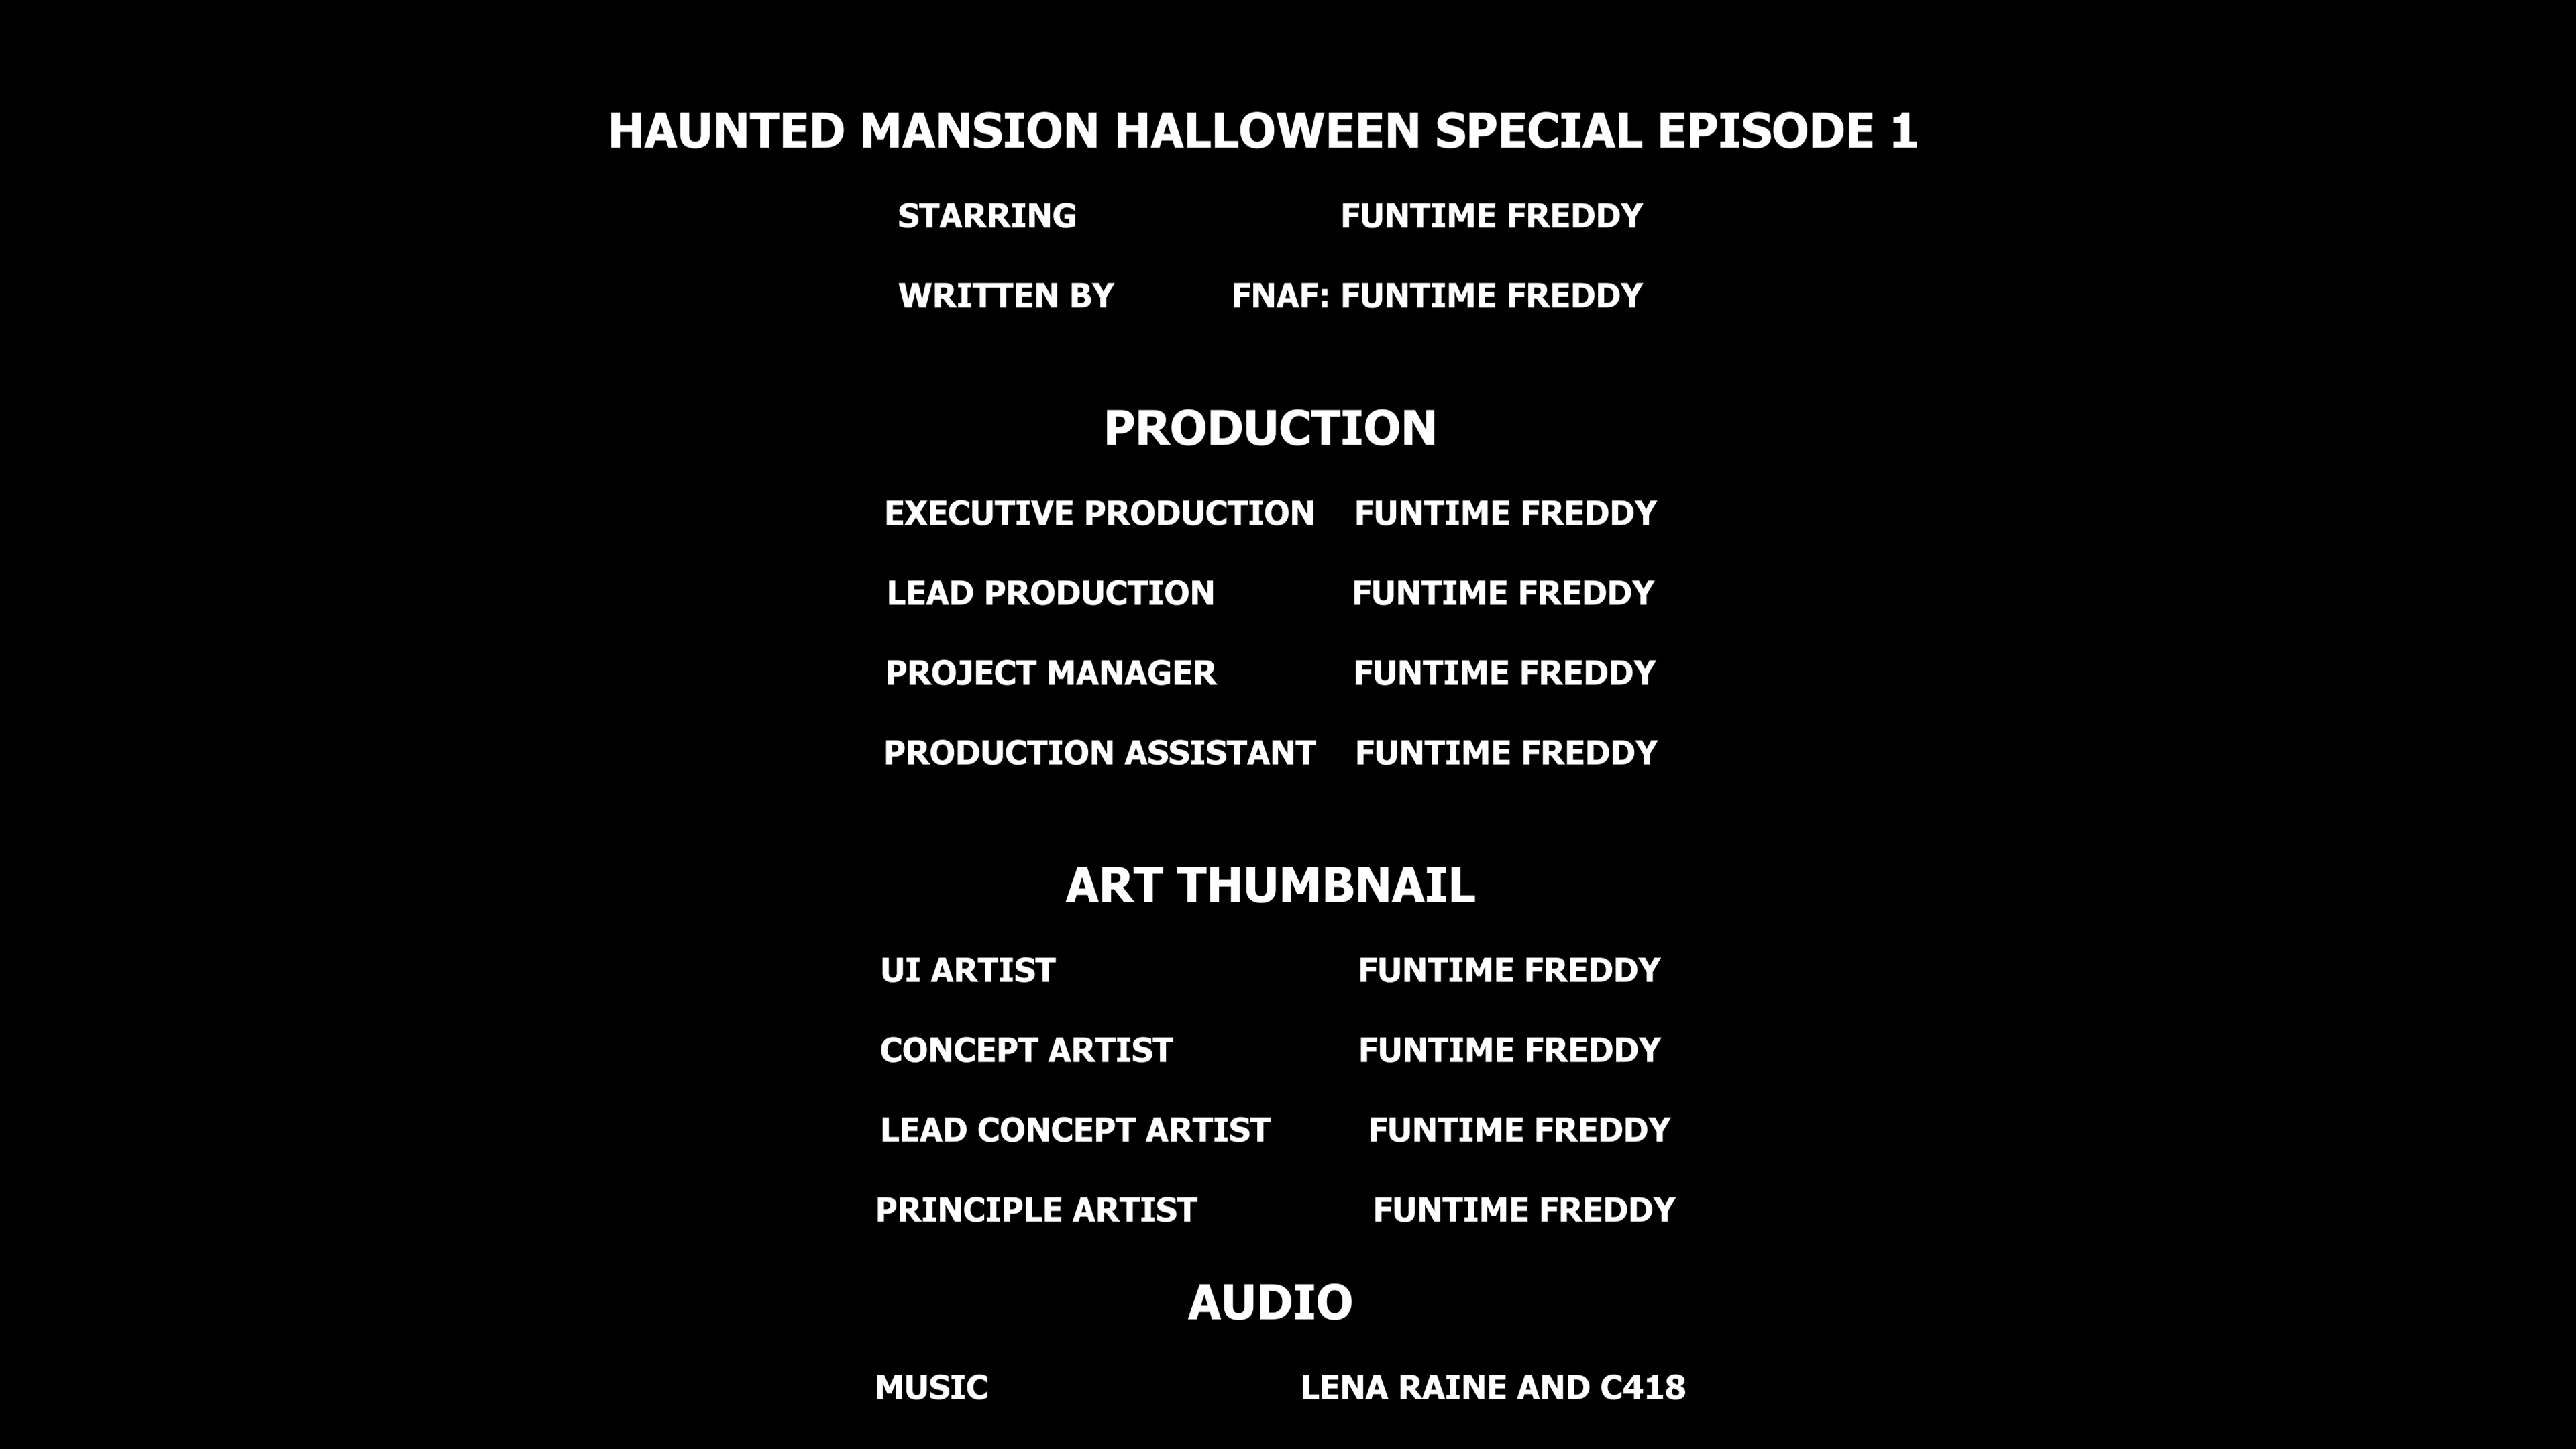 HAUNTED MANSION HALLOWEEN SPECIAL EPISODE 1
STARRING FUNTIME FREDDY
WRITTEN BY FNAF: FUNTIME FREDDY
PRODUCTION
EXECUTIVE PRODUCTION FUNTIME FREDDY
LEAD PRODUCTION FUNTIME FREDDY
PROJECT MANAGER FUNTIME FREDDY
PRODUCTION ASSISTANT FUNTIME FREDDY
ART THUMBNAIL
UI ARTIST FUNTIME FREDDY
CONCEPT ARTIST FUNTIME FREDDY
LEAD CONCEPT ARTIST FUNTIME FREDDY
PRINCIPLE ARTIST FUNTIME FREDDY
AUDIO
MUSIC LENA RAINE AND C418